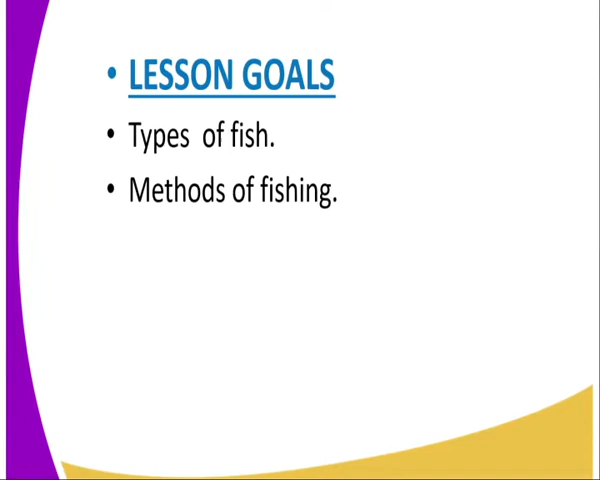 • LESSON GOALS
• Types of fish.
• Methods of fishing.